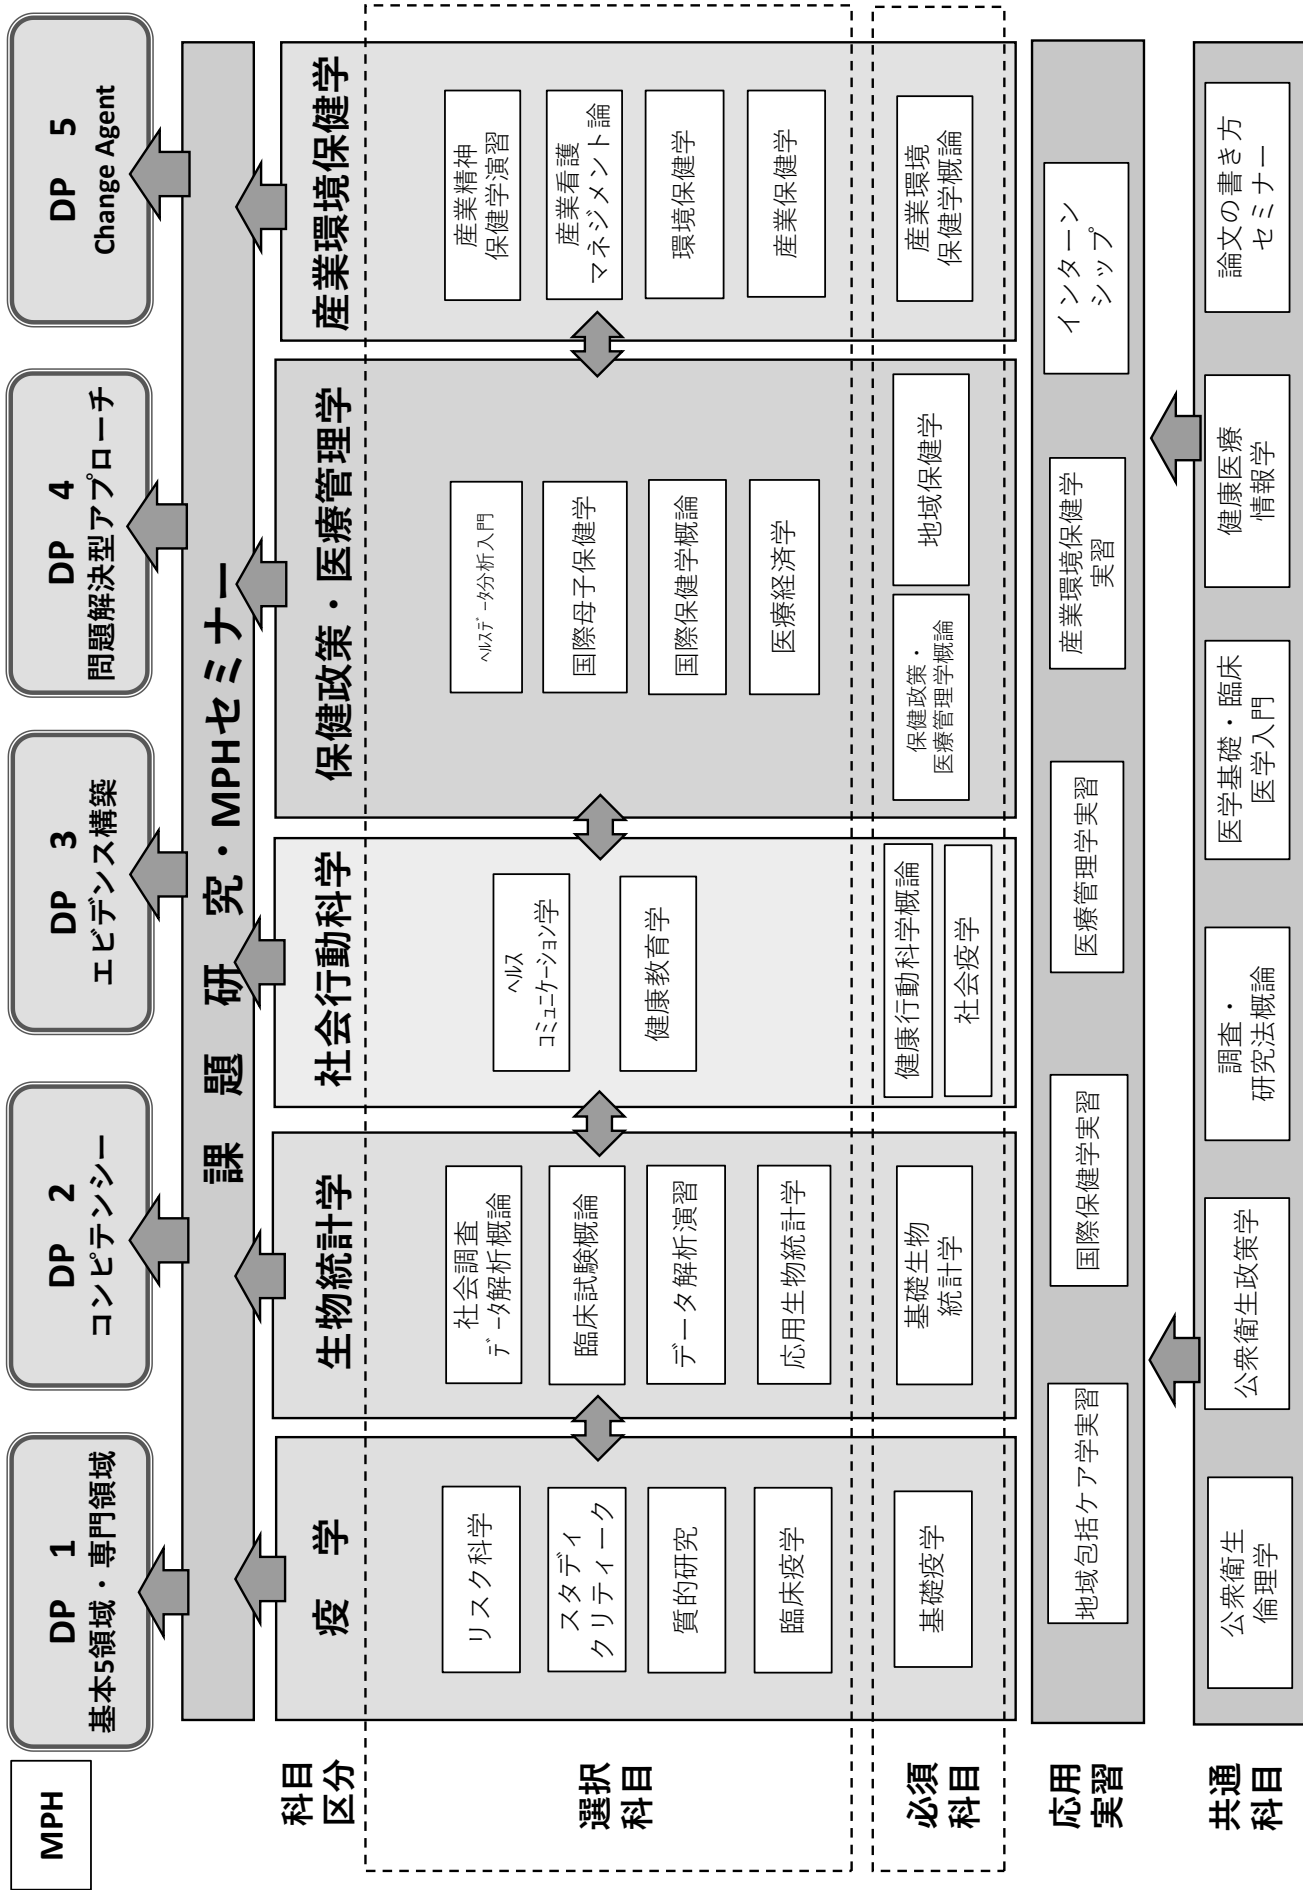 MPH
DP 1
基本5領域・専門領域
DP 2
コンピテンシー
DP 3
エビデンス構築
DP 4
問題解決型アプローチ
DP 5
Change Agent
課 題 研 究・MPHセミナー
科目
区分
疫 学
生物統計学
社会行動科学
保健政策・医療管理学
産業環境保健学
選択
科目
リスク科学
スタディ
クリティーク
質的研究
臨床疫学
社会調査
データ解析概論
臨床試験概論
データ解析演習
応用生物統計学
ヘルス
コミュニケーション学
健康教育学
ヘルスデータ分析入門
国際母子保健学
国際保健学概論
医療経済学
産業精神
保健学演習
産業看護
マネジメント論
環境保健学
産業保健学
必須
科目
基礎疫学
基礎生物
統計学
健康行動科学概論
社会疫学
保健政策・
医療管理学概論
地域保健学
産業環境
保健学概論
応用
実習
地域包括ケア学実習
国際保健学実習
医療管理学実習
産業環境保健学
実習
インターン
シップ
共通
科目
公衆衛生
倫理学
公衆衛生政策学
調査・
研究法概論
医学基礎・臨床
医学入門
健康医療
情報学
論文の書き方
セミナー